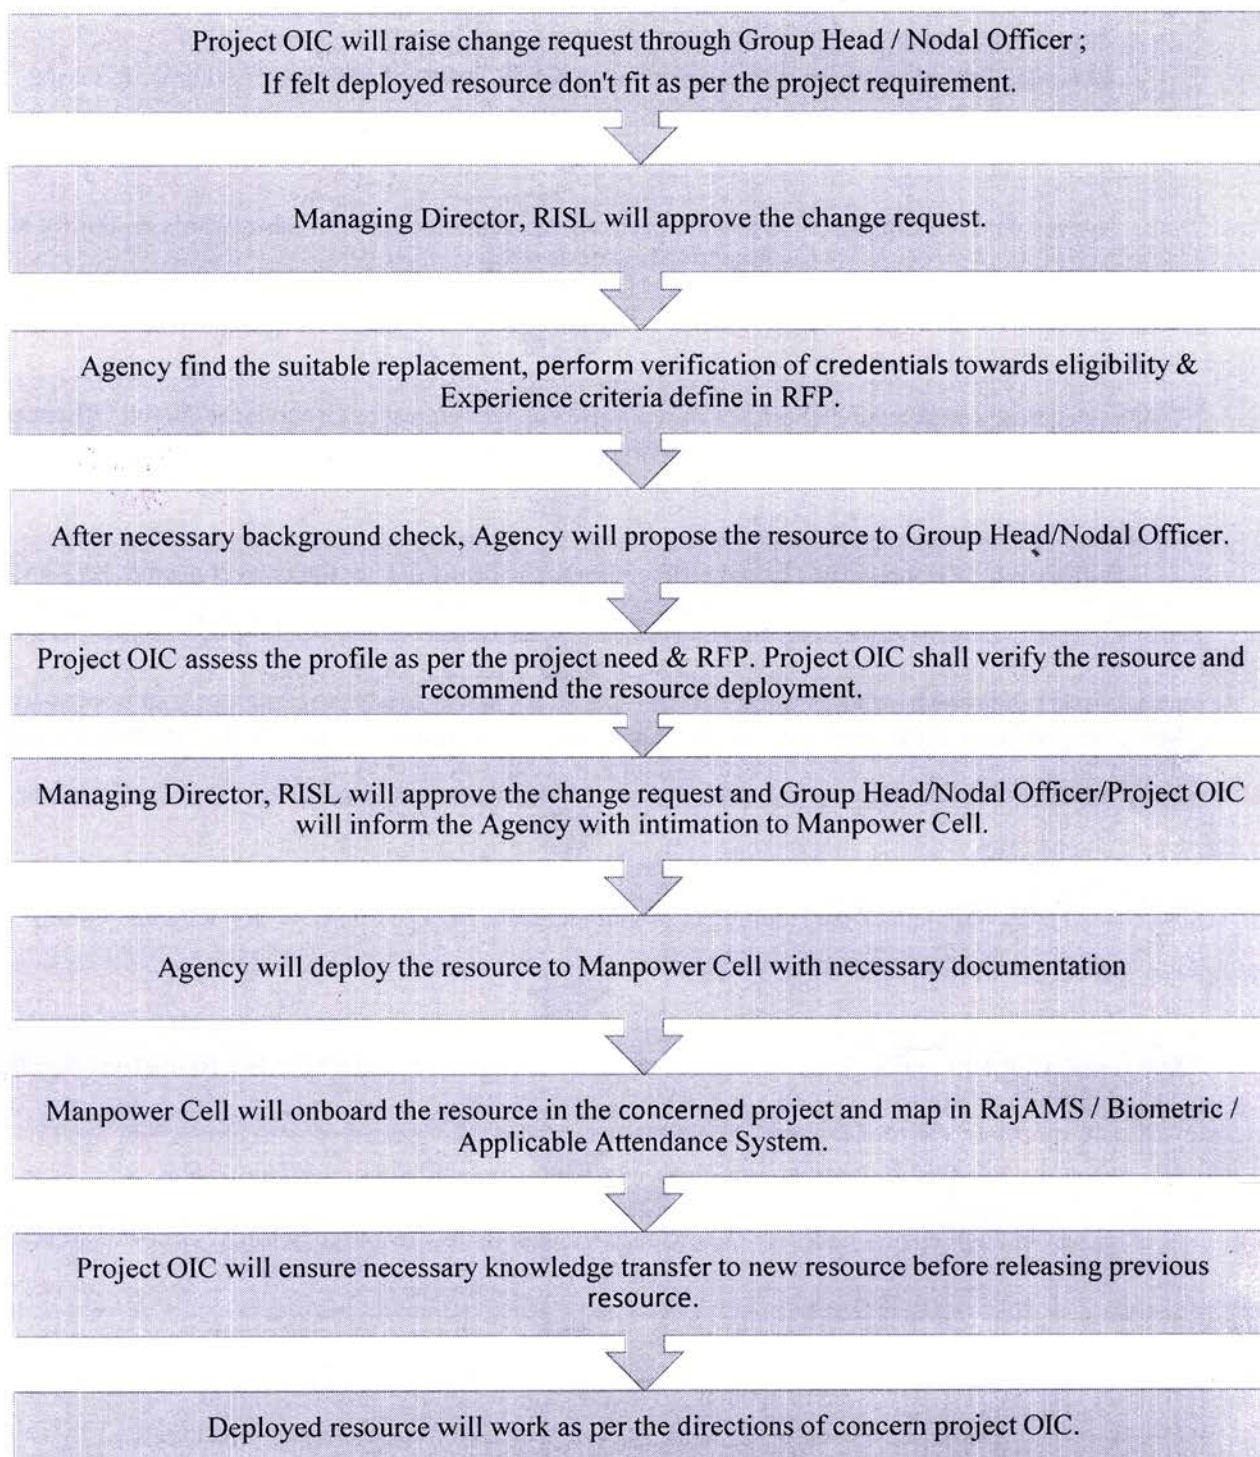 Project OIC will raise change request through Group Head / Nodal Officer ;
If felt deployed resource don't fit as per the project requirement.
Managing Director, RISL will approve the change request.
Agency find the suitable replacement, perform verification of credentials towards eligibility &
Experience criteria define in RFP.
After necessary background check, Agency will propose the resource to Group Head/Nodal Officer.
Project OIC assess the profile as per the project need & RFP. Project OIC shall verify the resource and
recommend the resource deployment.
Managing Director, RISL will approve the change request and Group Head/Nodal Officer/Project OIC
will inform the Agency with intimation to Manpower Cell.
Agency will deploy the resource to Manpower Cell with necessary documentation
Manpower Cell will onboard the resource in the concerned project and map in RajAMS / Biometric /
Applicable Attendance System.
Project OIC will ensure necessary knowledge transfer to new resource before releasing previous
resource.
Deployed resource will work as per the directions of concern project OIC.